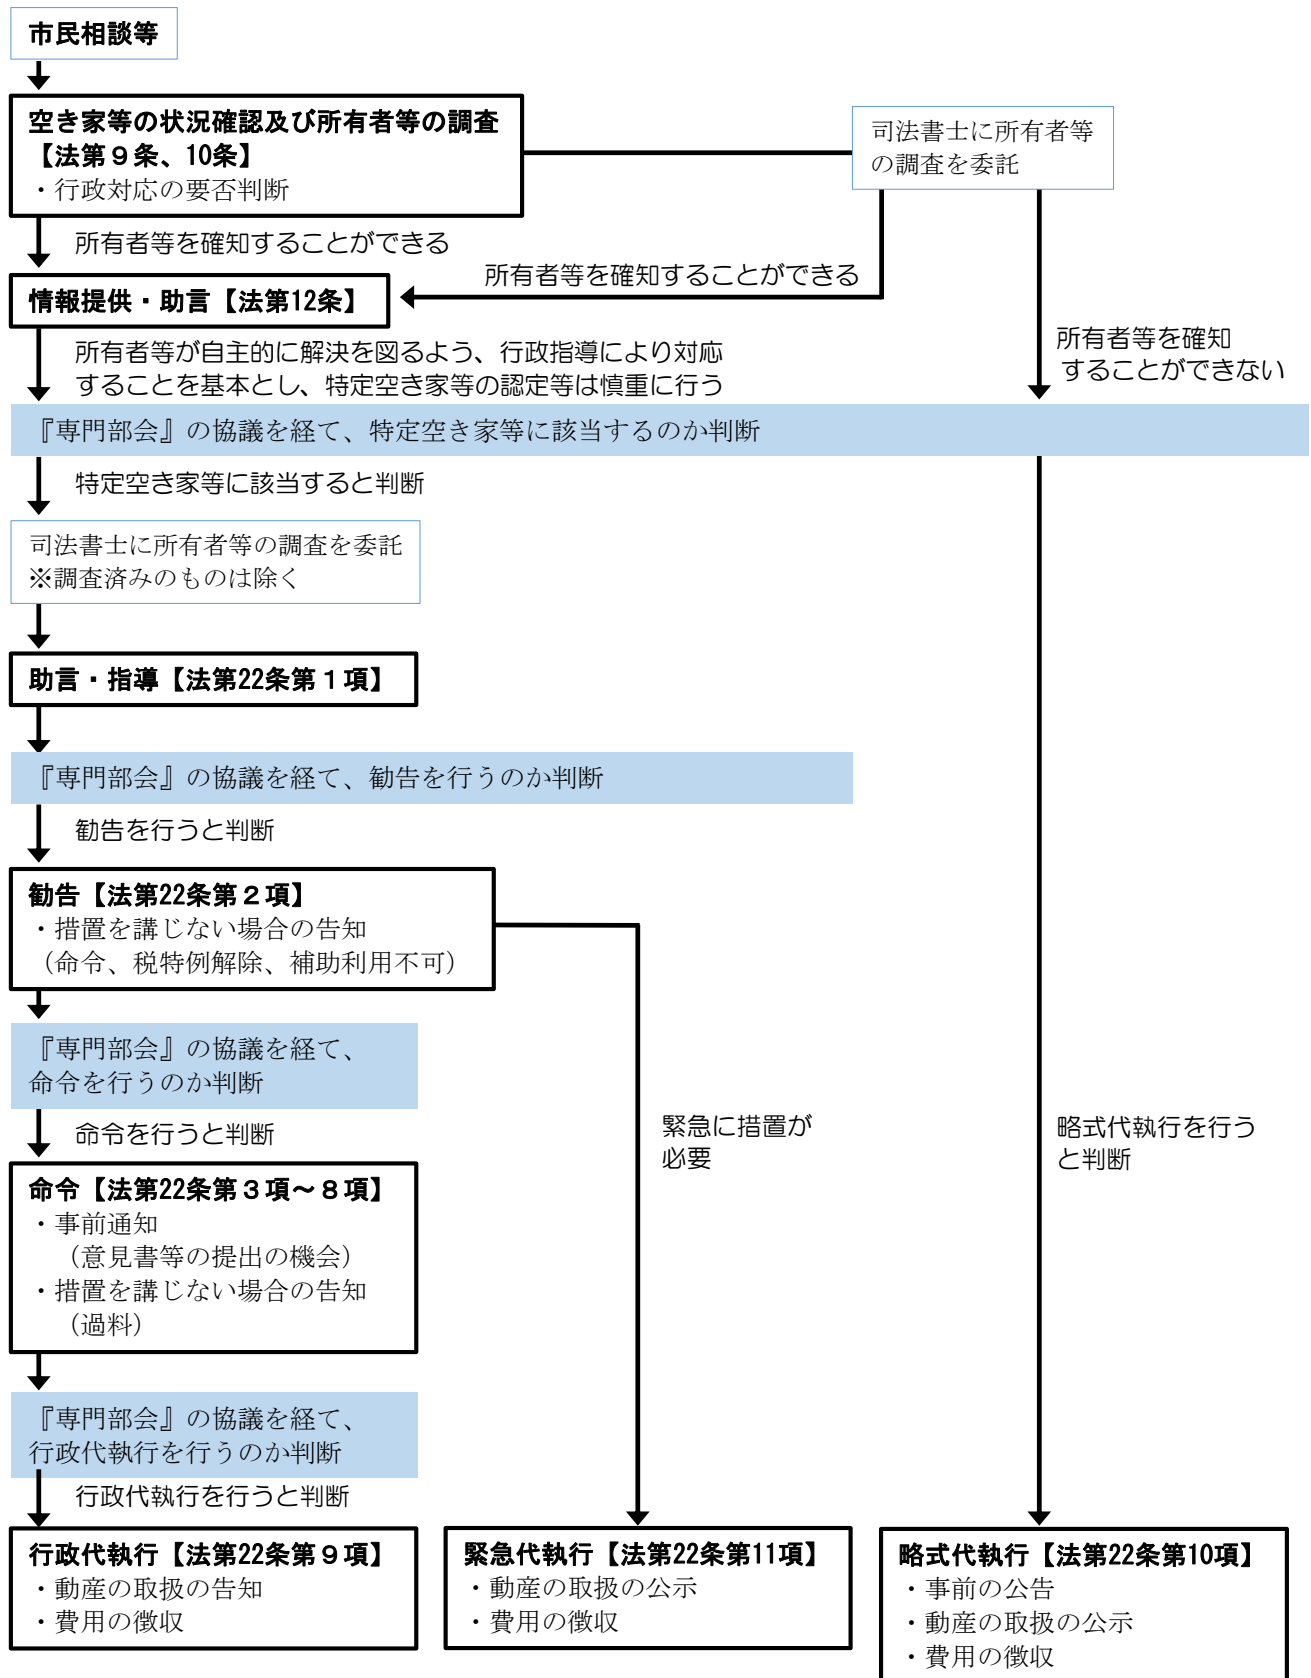 市民相談等
空き家等の状況確認及び所有者等の調査
【法第９条、10条】
・行政対応の要否判断
司法書士に所有者等
の調査を委託
所有者等を確知することができる
所有者等を確知することができる
情報提供・助言【法第12条】
所有者等が自主的に解決を図るよう、行政指導により対応
することを基本とし、特定空き家等の認定等は慎重に行う
所有者等を確知
することができない
『専門部会』の協議を経て、特定空き家等に該当するのか判断
特定空き家等に該当すると判断
司法書士に所有者等の調査を委託
※調査済みのものは除く
助言・指導【法第22条第１項】
『専門部会』の協議を経て、勧告を行うのか判断
勧告を行うと判断
勧告【法第22条第２項】
・措置を講じない場合の告知
（命令、税特例解除、補助利用不可）
『専門部会』の協議を経て、
命令を行うのか判断
命令を行うと判断
緊急に措置が
必要
略式代執行を行う
と判断
命令【法第22条第３項～８項】
・事前通知
（意見書等の提出の機会）
・措置を講じない場合の告知
（過料）
『専門部会』の協議を経て、
行政代執行を行うのか判断
行政代執行を行うと判断
行政代執行【法第22条第９項】
・動産の取扱の告知
・費用の徴収
緊急代執行【法第22条第11項】
・動産の取扱の公示
・費用の徴収
略式代執行【法第22条第10項】
・事前の公告
・動産の取扱の公示
・費用の徴収